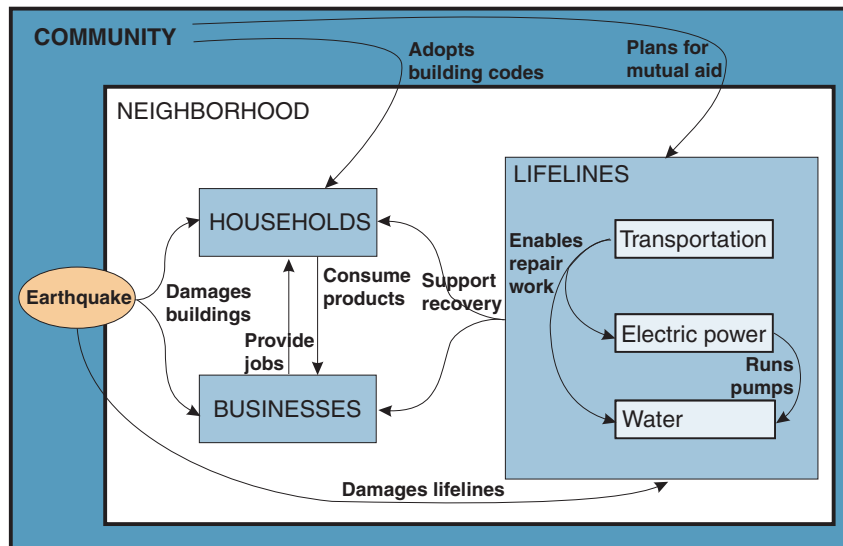 COMMUNITY
Adopts
building codes
Plans for
mutual aid
NEIGHBORHOOD
LIFELINES
HOUSEHOLDS
Transportation
Enables
repair
work
Earthquake
Damages
buildings
Consume
products
Support
recovery
Provide
jobs
Electric power
Runs
pumps
BUSINESSES
Water
Damages lifelines